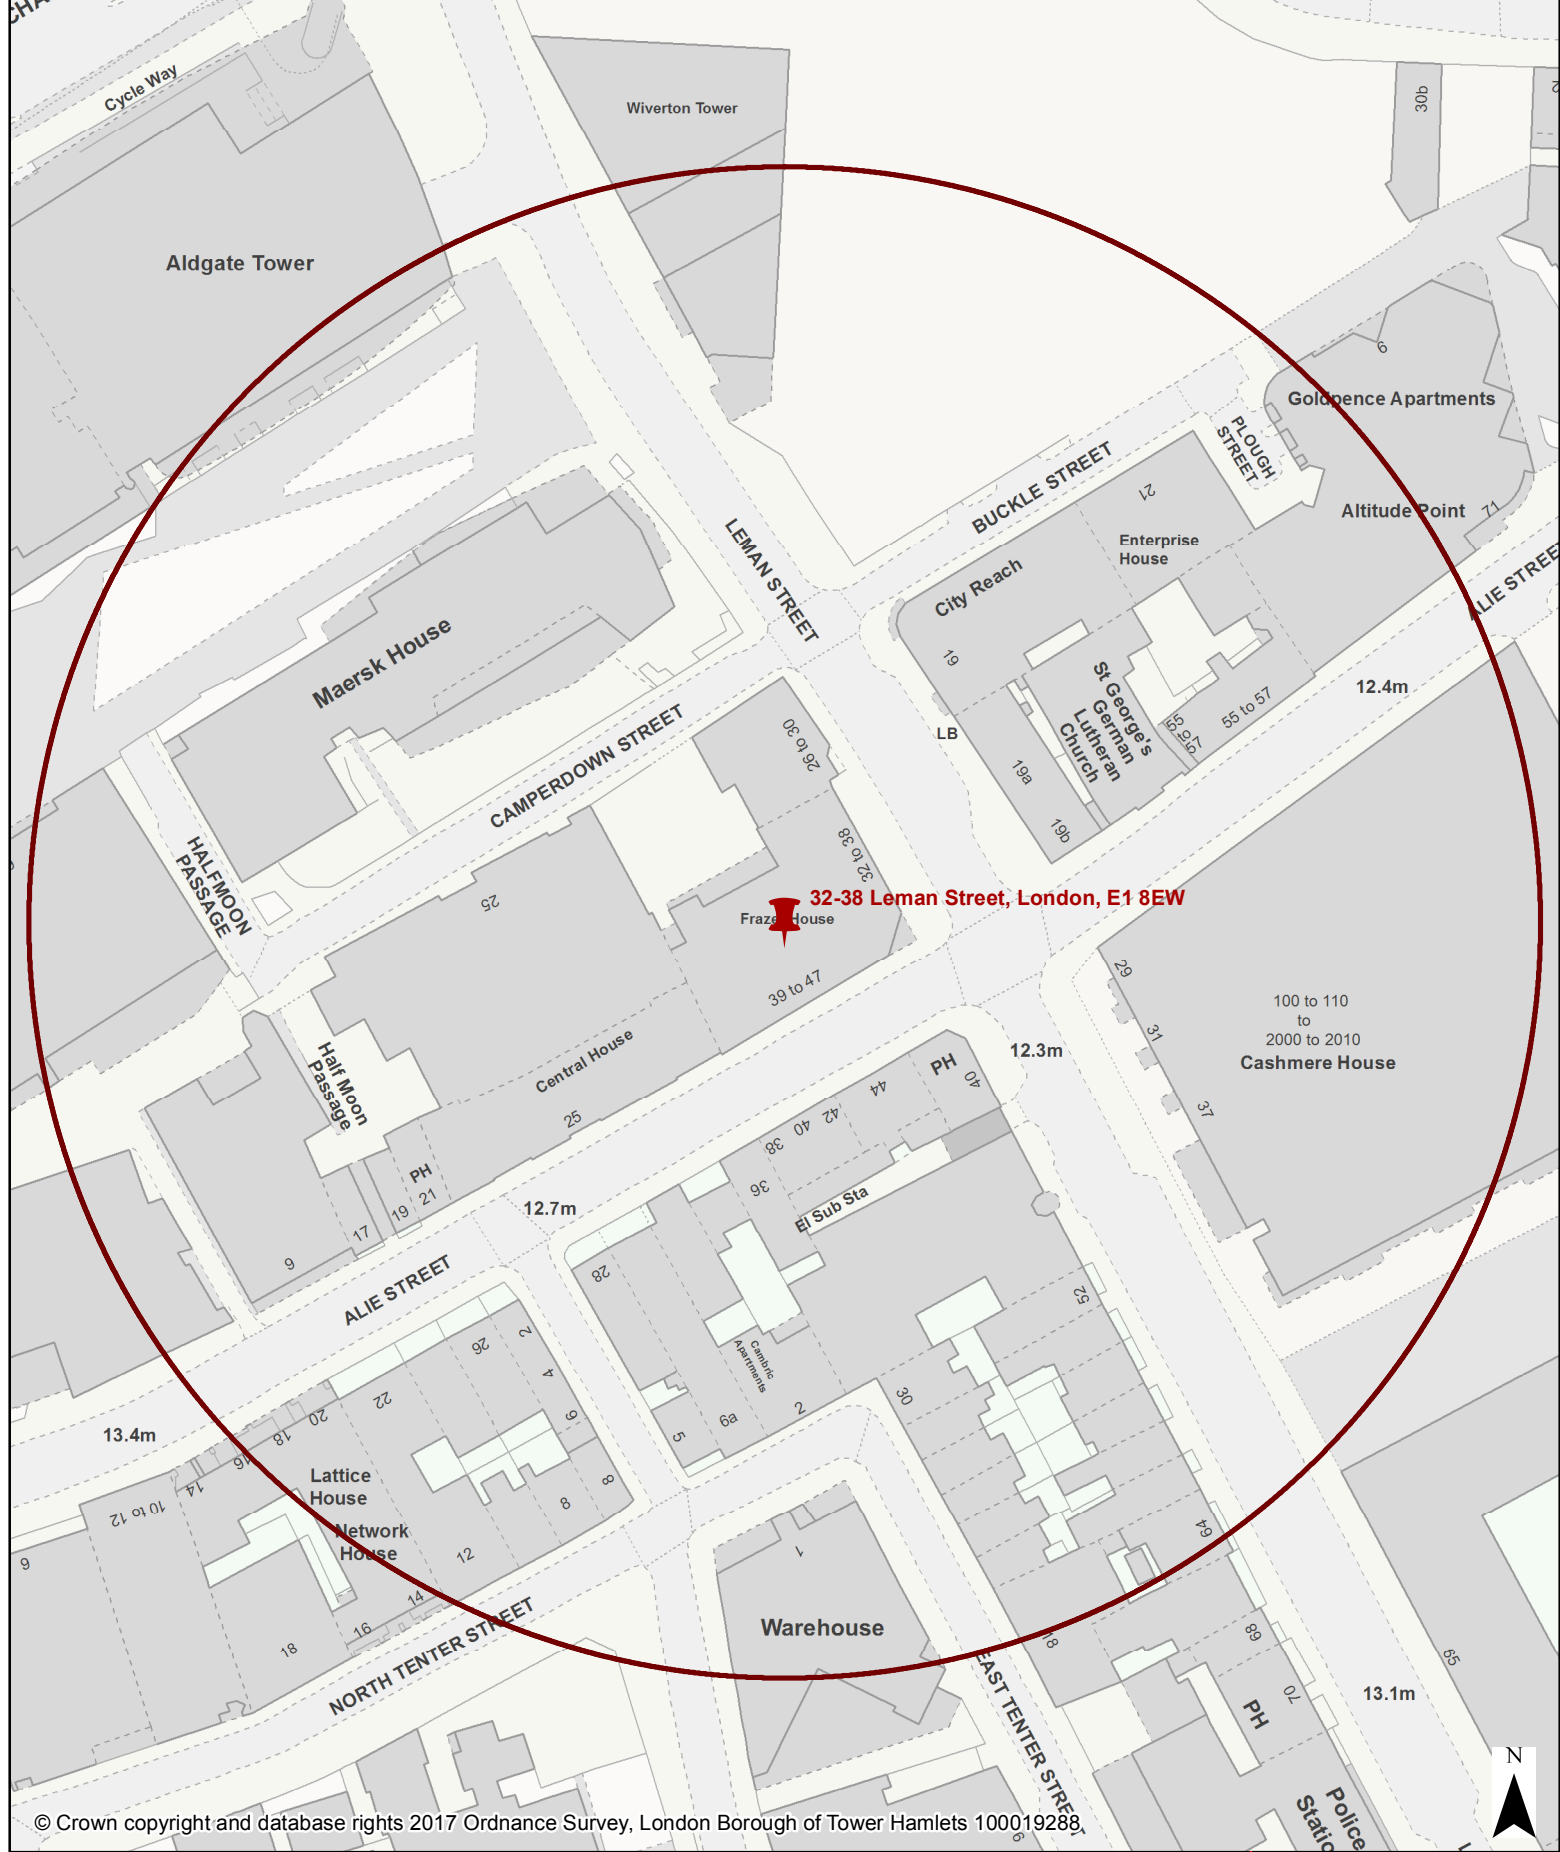 Cycle Way
Wiverton Tower
30b
Aldgate Tower
9
Goldpence Apartments
PLOUGH
STREET
BUCKLE STREET
21
Altitude Point
71
LEMAN STREET
Enterprise
House
City Reach
ALIE STREET
19
Maersk House
St George's
German
Lutheran
Church
12.4m
55 to 57
55
to
57
CAMPERDOWN STREET
26 to 30
LB
19a
19b
32 to 38
HALFMOON
PASSAGE
25
32-38 Leman Street, London, E1 8EW
Frazer House
39 to 47
29
100 to 110
to
2000 to 2010
Cashmere House
31
Central House
12.3m
Half Moon
Passage
PH
40
44
42
40
38
37
25
PH
21
19
17
36
El Sub Sta
12.7m
9
28
ALIE STREET
52
26
2
4
Cambric
Apartments
22
30
6
20
18
16
14
13.4m
6a
2
5
Lattice
House
10 to 12
8
8
64
Network
House
12
1
6
14
16
18
NORTH TENTER STREET
Warehouse
18
68
65
EAST TENTER STREET
70
PH
13.1m
N
Police
© Crown copyright and database rights 2017 Ordnance Survey, London Borough of Tower Hamlets 100019288